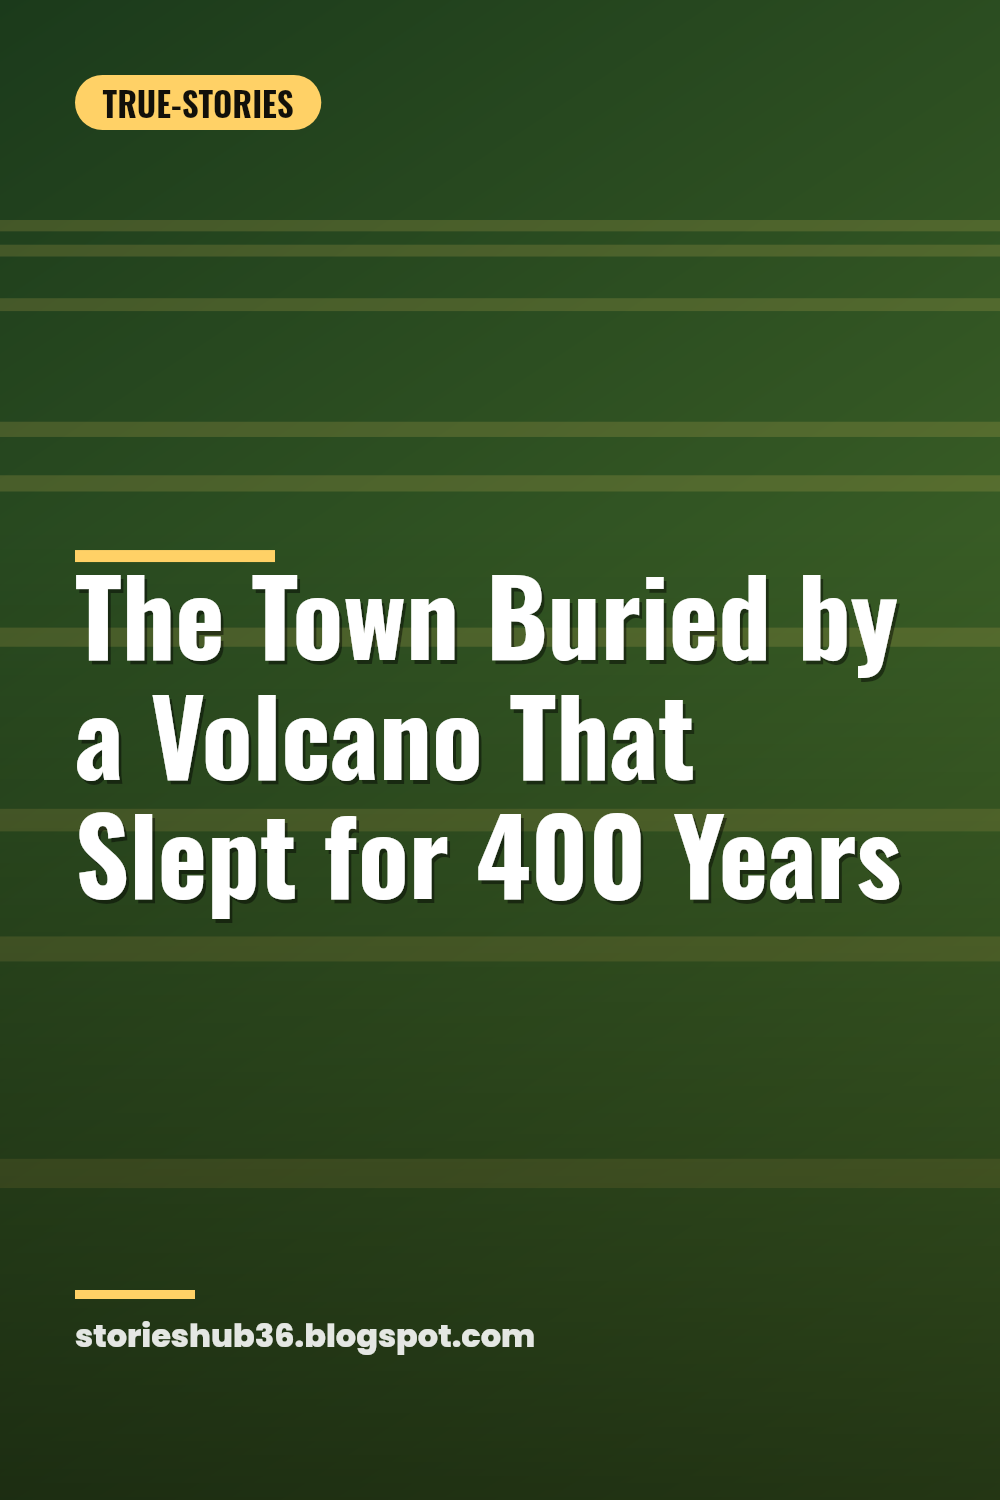 TRUE-STORIES
The Town Buried by
a Volcano That
Slept for 400 Years
storieshub36.blogspot.com